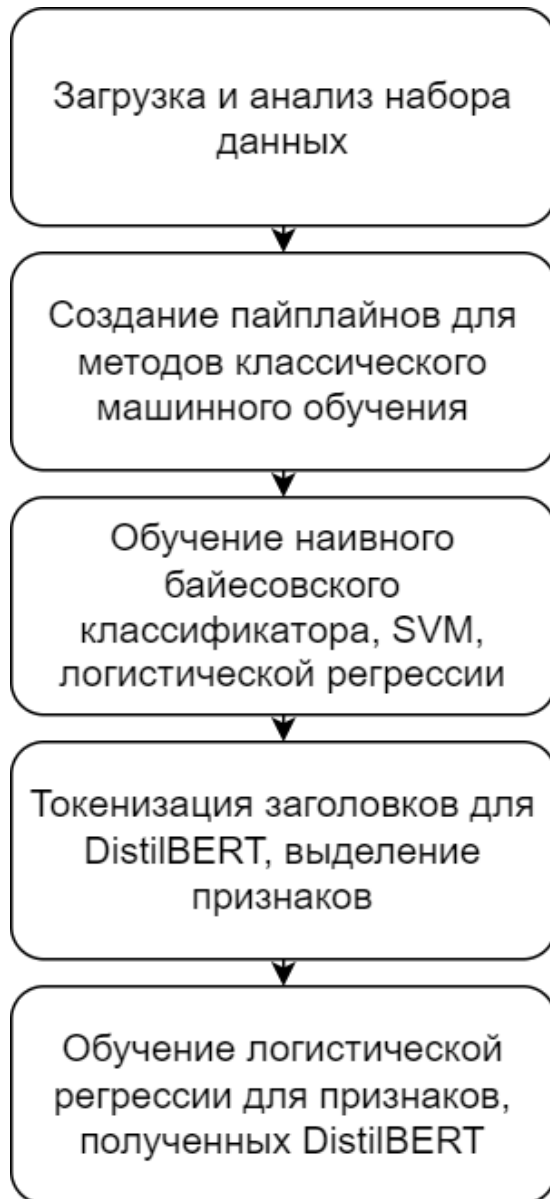 Загрузка и анализ набора
данных
Создание пайплайнов для
методов классического
машинного обучения
Обучение наивного
байесовского
классификатора, SVM,
логистической регрессии
Токенизация заголовков для
DistilBERT, выделение
признаков
Обучение логистической
регрессии для признаков,
полученных DistilBERT